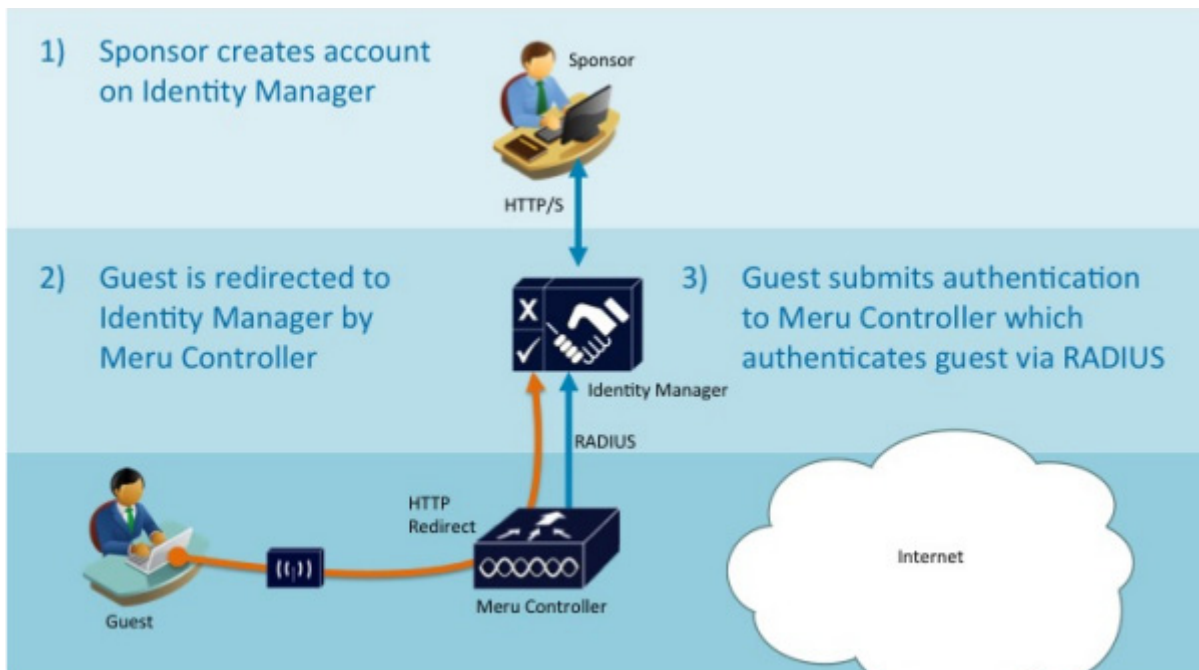 1) Sponsor creates account
on Identity Manager
Sponsor
HTTP/S
2) Guest is redirected to
Identity Manager by
Meru Controller
3) Guest submits authentication
to Meru Controller which
authenticates guest via RADIUS
X
Identity Manager
RADIUS
HTTP
Redirect
Internet
Meru Controller
Guest